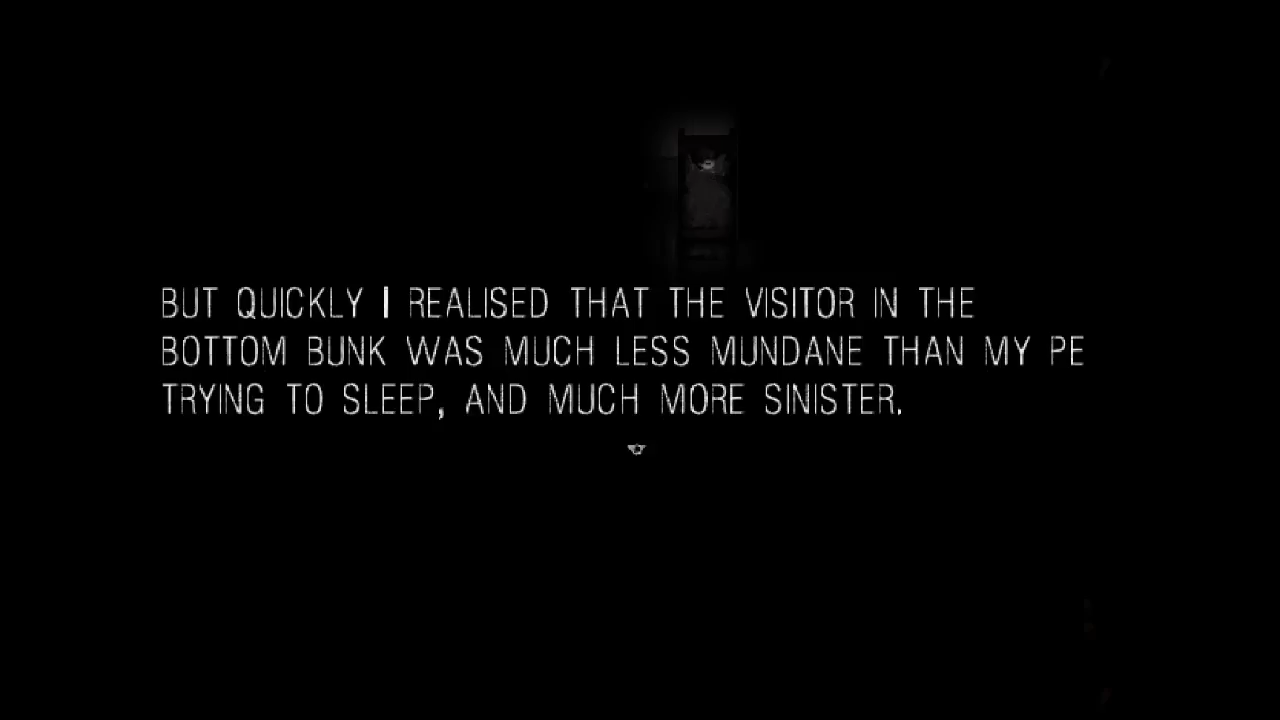 BUT QUICKLY I REALISED THAT THE VISITOR IN THE
BOTTOM BUNK WAS MUCH LESS MUNDANE THAN MY PE
TRYING TO SLEEP, AND MUCH MORE SINISTER.